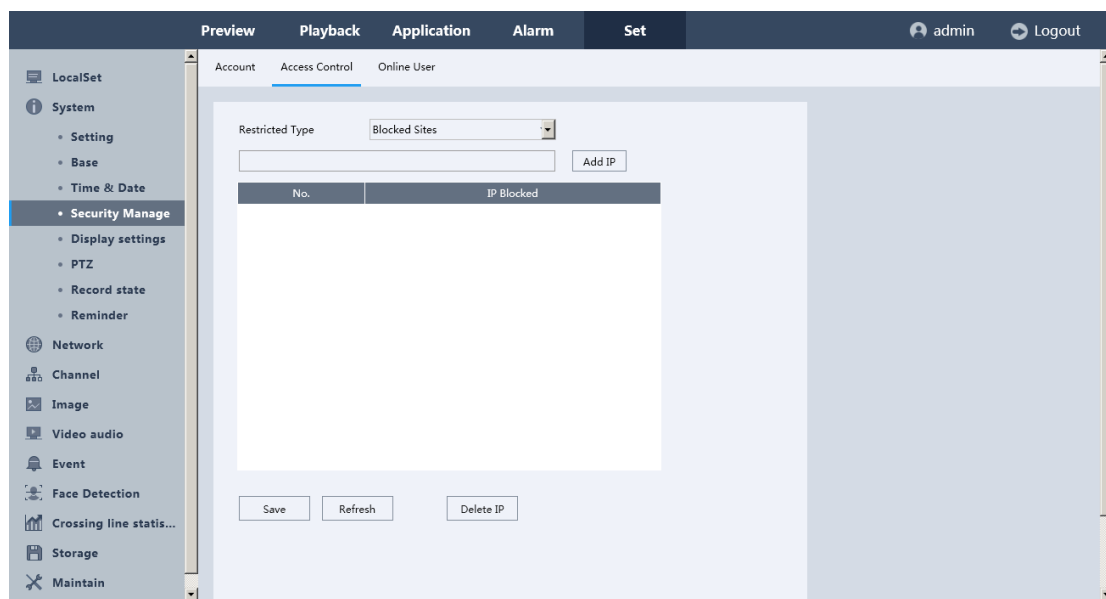 Preview Playback Application Alarm Set admin Logout
Account Access Control Online User
LocalSet
System
Setting
Base
Time & Date
Security Manage
Display settings
PTZ
Record state
Reminder
Network
Channel
Image
Video audio
Event
Face Detection
Crossing line statis...
Storage
Maintain
Restricted Type Blocked Sites
Add IP
No. IP Blocked
Save Refresh Delete IP